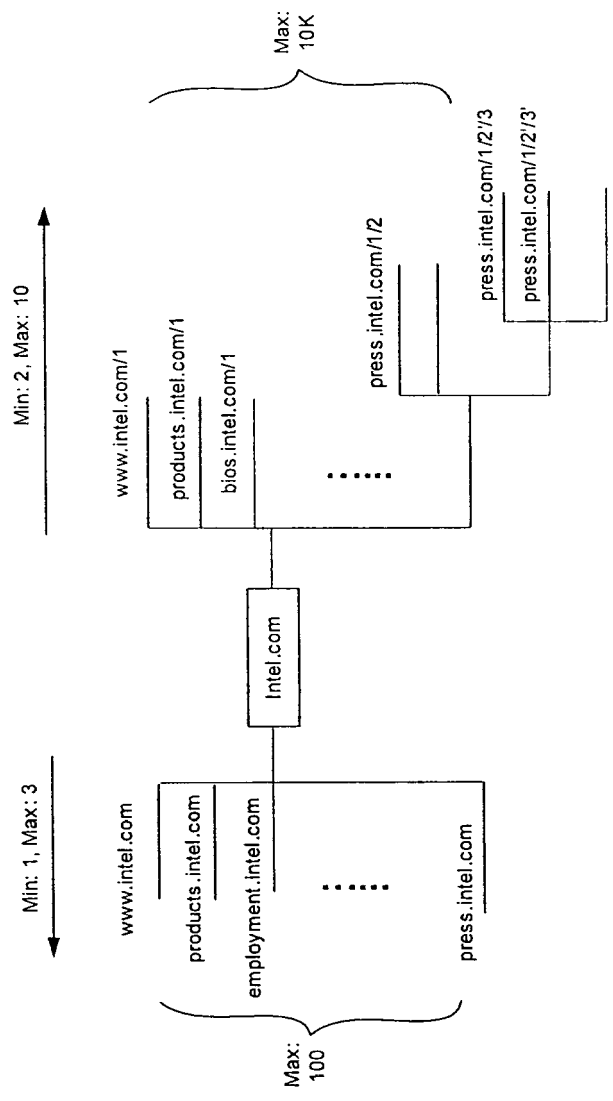 Min: 1, Max: 3
Min: 2, Max: 10
www.intel.com
products.intel.com
employment.intel.com
......
press.intel.com
Max:
100
Intel.com
www.intel.com/1
products.intel.com/1
bios.intel.com/1
......
press.intel.com/1/2
press.intel.com/1/2'/3
press.intel.com/1/2'/3'
Max:
10K